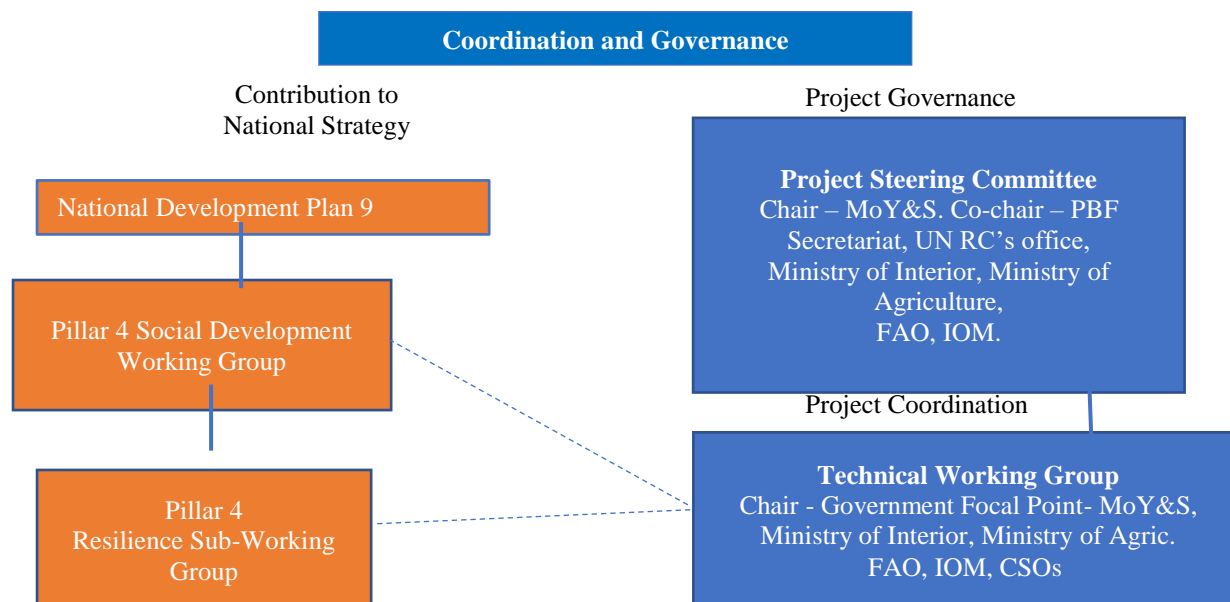 Coordination and Governance
Contribution to
National Strategy
National Development Plan 9
Pillar 4 Social Development
Working Group
Pillar 4
Resilience Sub-Working
Group
Project Governance
Project Steering Committee
Chair – MoY&S. Co-chair – PBF
Secretariat, UN RC’s office,
Ministry of Interior, Ministry of
Agriculture,
FAO, IOM.
Project Coordination
Technical Working Group
Chair - Government Focal Point- MoY&S,
Ministry of Interior, Ministry of Agric.
FAO, IOM, CSOs